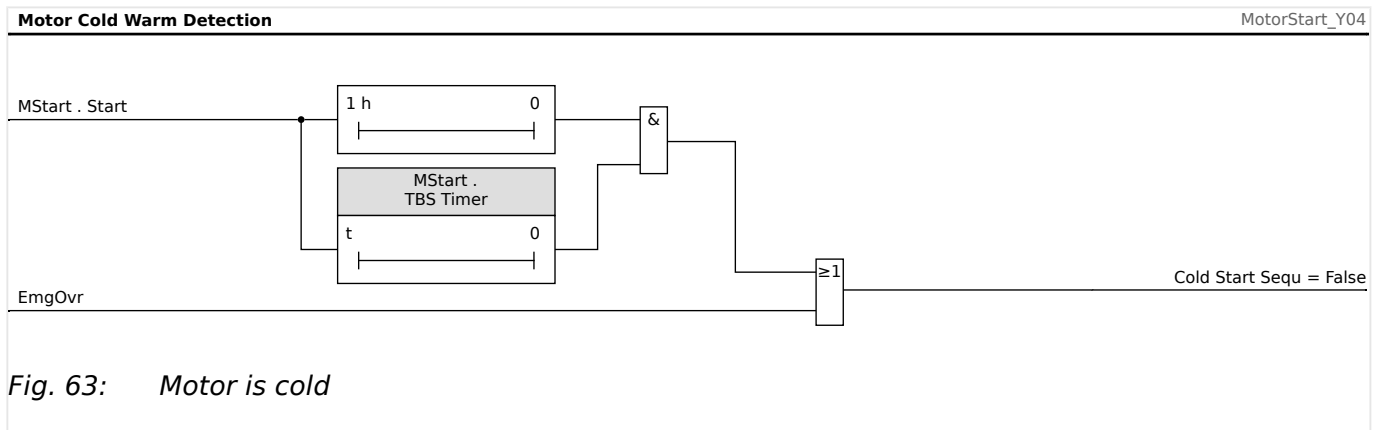 Motor Cold Warm Detection
MotorStart_Y04
MStart . Start
1 h 0
&
MStart .
TBS Timer
t 0
≥1
Cold Start Sequ = False
EmgOvr
Fig. 63: Motor is cold